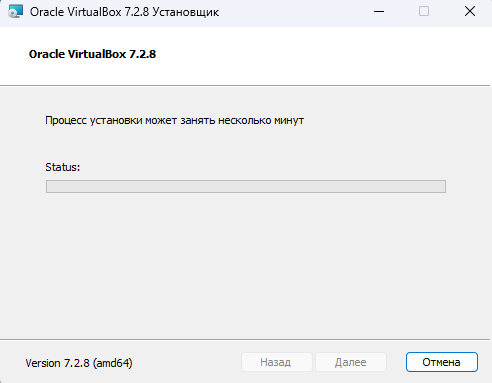 Oracle VirtualBox 7.2.8 Установщик
Oracle VirtualBox 7.2.8
Процесс установки может занять несколько минут
Status:
Version 7.2.8 (amd64) Назад Далее Отмена